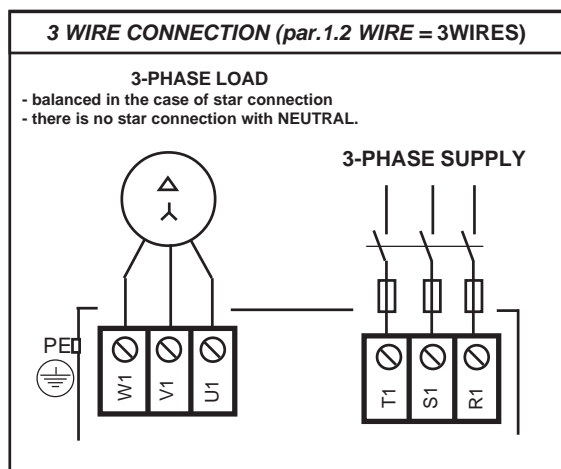 3 WIRE CONNECTION (par.1.2 WIRE = 3WIRES)
3-PHASE LOAD
- balanced in the case of star connection
- there is no star connection with NEUTRAL.
3-PHASE SUPPLY
PE
W1
V1
U1
T1
S1
R1